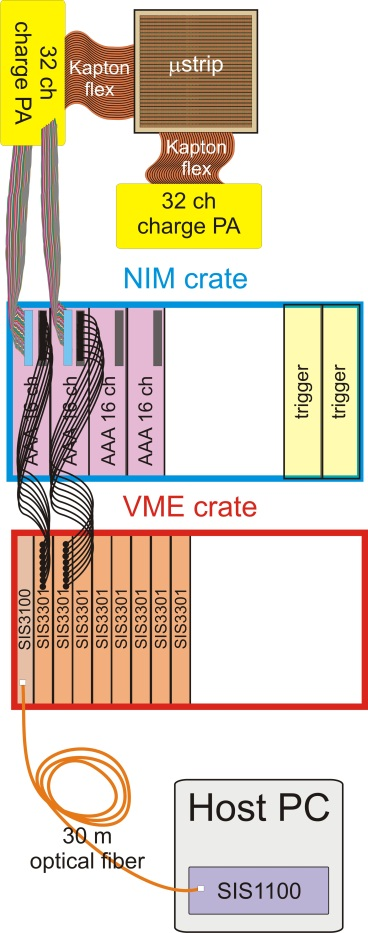 32 ch
charge PA
Kapton
flex
μstrip
Kapton
flex
32 ch
charge PA
NIM crate
AAA 16 ch
AAA 16 ch
AAA 16 ch
AAA 16 ch
trigger
trigger
VME crate
SIS3100
SIS3301
SIS3301
SIS3301
SIS3301
SIS3301
SIS3301
SIS3301
SIS3301
30 m
optical fiber
Host PC
SIS1100